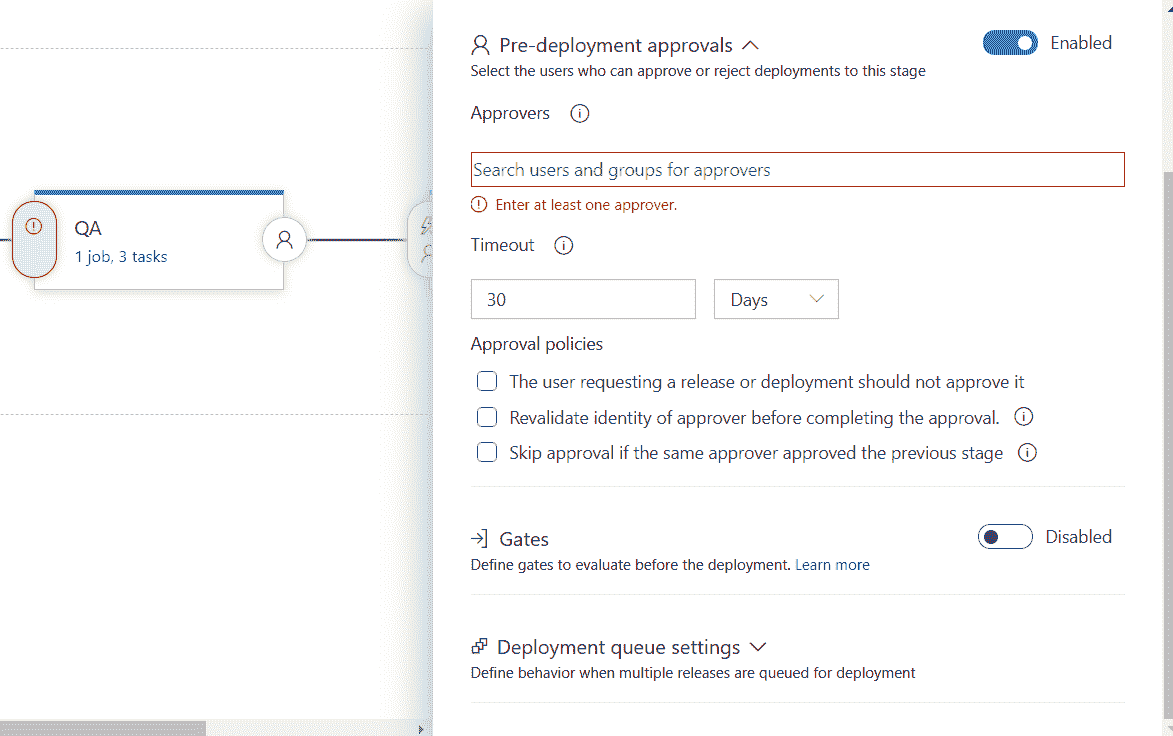 Pre-deployment approvals
Enabled
Select the users who can approve or reject deployments to this stage
Approvers
Search users and groups for approvers
Enter at least one approver.
QA
1 job, 3 tasks
Timeout
30
Days
Approval policies
The user requesting a release or deployment should not approve it
Revalidate identity of approver before completing the approval.
Skip approval if the same approver approved the previous stage
Gates
Disabled
Define gates to evaluate before the deployment. Learn more
Deployment queue settings
Define behavior when multiple releases are queued for deployment